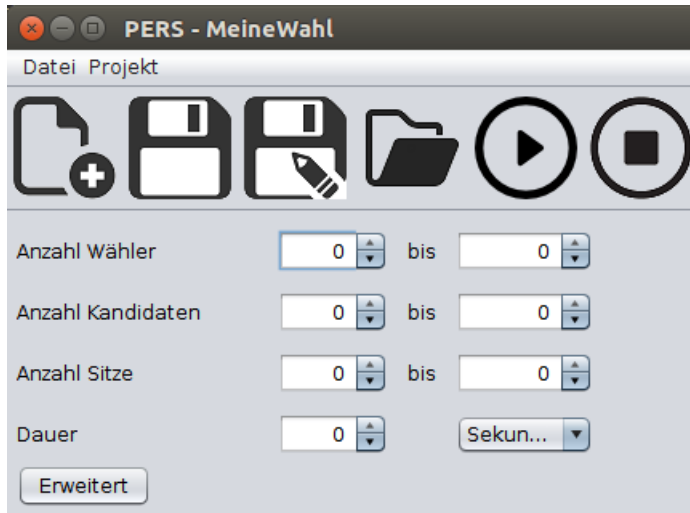 PERS - MeineWahl
Datei Projekt
Anzahl Wähler 0 bis 0
Anzahl Kandidaten 0 bis 0
Anzahl Sitze 0 bis 0
Dauer 0 Sekun...
Erweitert